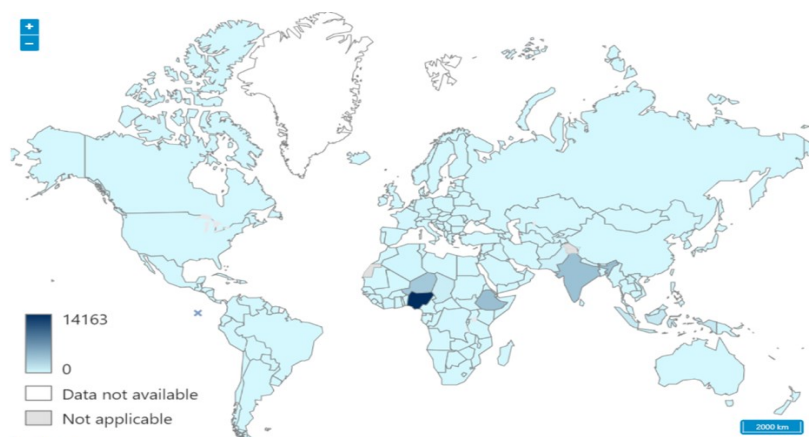 +
−
14163
0
Data not available
Not applicable
2000 km